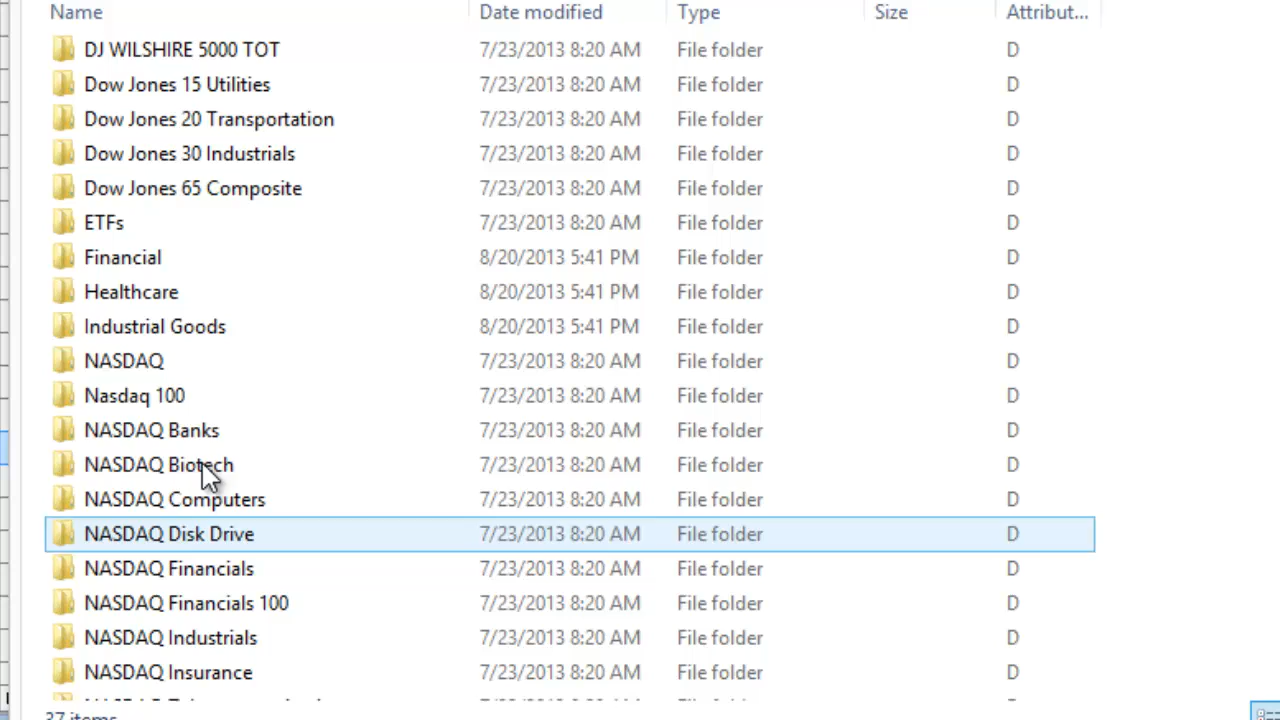 Name Date modified Type Size Attribut...
DJ WILSHIRE 5000 TOT 7/23/2013 8:20 AM File folder D
Dow Jones 15 Utilities 7/23/2013 8:20 AM File folder D
Dow Jones 20 Transportation 7/23/2013 8:20 AM File folder D
Dow Jones 30 Industrials 7/23/2013 8:20 AM File folder D
Dow Jones 65 Composite 7/23/2013 8:20 AM File folder D
ETFs 7/23/2013 8:20 AM File folder D
Financial 8/20/2013 5:41 PM File folder D
Healthcare 8/20/2013 5:41 PM File folder D
Industrial Goods 8/20/2013 5:41 PM File folder D
NASDAQ 7/23/2013 8:20 AM File folder D
Nasdaq 100 7/23/2013 8:20 AM File folder D
NASDAQ Banks 7/23/2013 8:20 AM File folder D
NASDAQ Biotech 7/23/2013 8:20 AM File folder D
NASDAQ Computers 7/23/2013 8:20 AM File folder D
NASDAQ Disk Drive 7/23/2013 8:20 AM File folder D
NASDAQ Financials 7/23/2013 8:20 AM File folder D
NASDAQ Financials 100 7/23/2013 8:20 AM File folder D
NASDAQ Industrials 7/23/2013 8:20 AM File folder D
NASDAQ Insurance 7/23/2013 8:20 AM File folder D
37 items